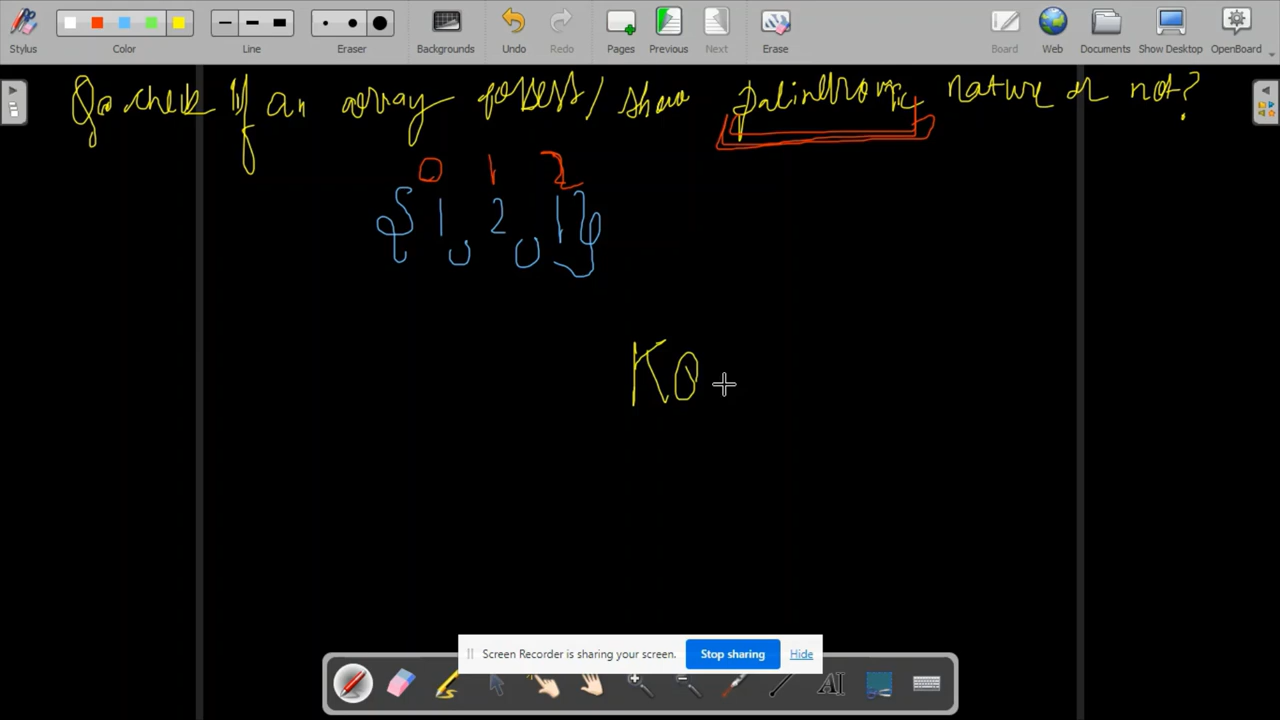 Stylus Color Line Eraser Backgrounds Undo Redo Pages Previous Next Erase Board Web Documents Show Desktop OpenBoard
check if an array posess/ show palindromic nature or not?
0 1 2
{1, 2, 1}
KO
Screen Recorder is sharing your screen. Stop sharing Hide
AI